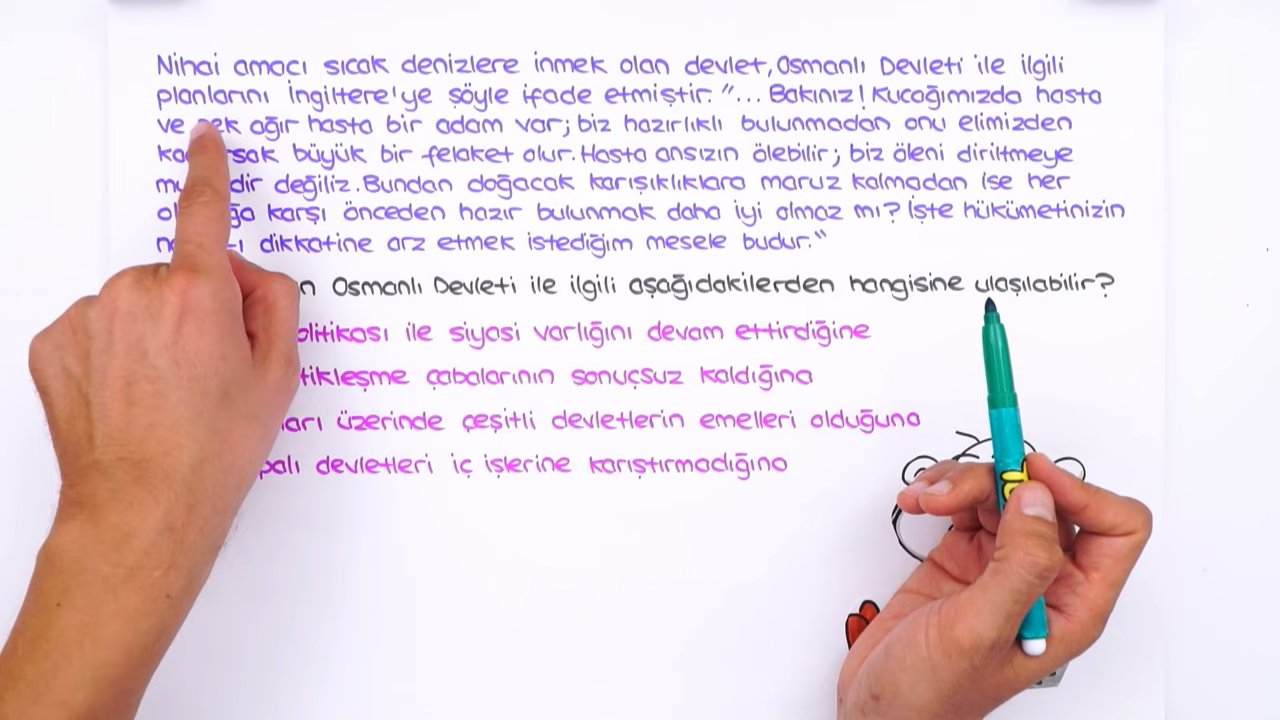 Nihai amacı sıcak denizlere inmek olan devlet, Osmanlı Devleti ile ilgili
planlarını İngiltere'ye şöyle ifade etmiştir. "... Bakınız! Kucağımızda hasta
ve pek ağır hasta bir adam var; biz hazırlıklı bulunmadan onu elimizden
büyük bir felaket olur. Hasta ansızın ölebilir; biz öleni diriltmeye
değiliz. Bundan doğacak karışıklıklara maruz kalmadan ise her
karşı önceden hazır bulunmak daha iyi olmaz mı? İşte hükümetinizin
dikkatine arz etmek istediğim mesele budur."
Osmanlı Devleti ile ilgili aşağıdakilerden hangisine ulaşılabilir?
ile siyasi varlığını devam ettirdiğine
çabalarının sonuçsuz kaldığına
üzerinde çeşitli devletlerin emelleri olduğuna
devletleri iç işlerine karıştırmadığına